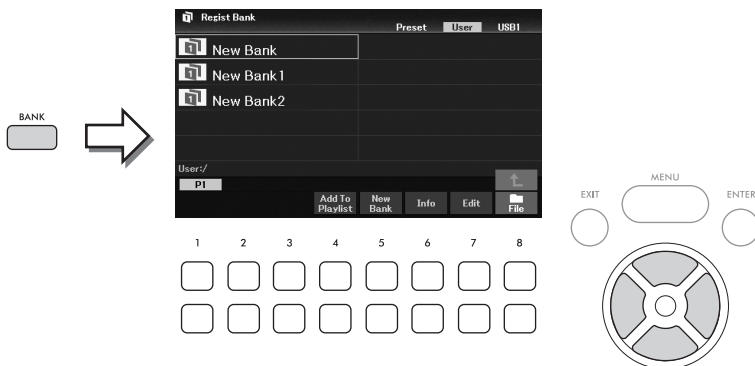 Regist Bank
Preset User USB1
New Bank
New Bank1
New Bank2
BANK
User:/
P1
Add To Playlist
New Bank
Info
Edit
File
EXIT
MENU
ENTER
1 2 3 4 5 6 7 8